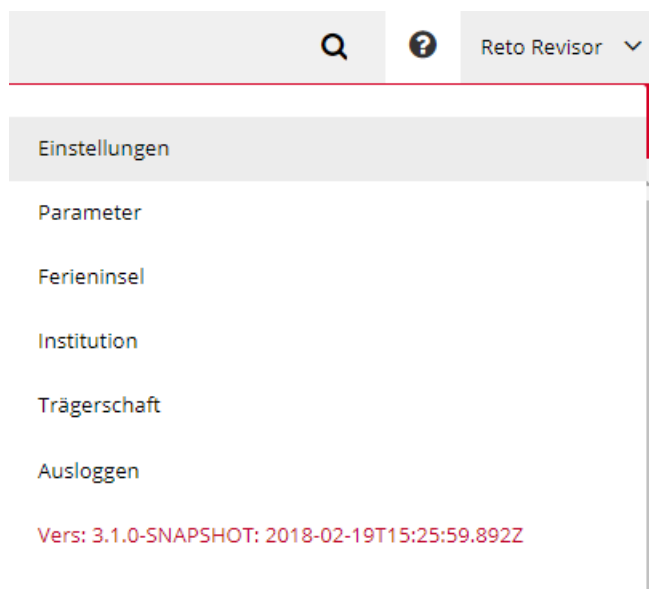 Reto Revisor
Einstellungen
Parameter
Ferieninsel
Institution
Trägerschaft
Ausloggen
Vers: 3.1.0-SNAPSHOT: 2018-02-19T15:25:59.892Z